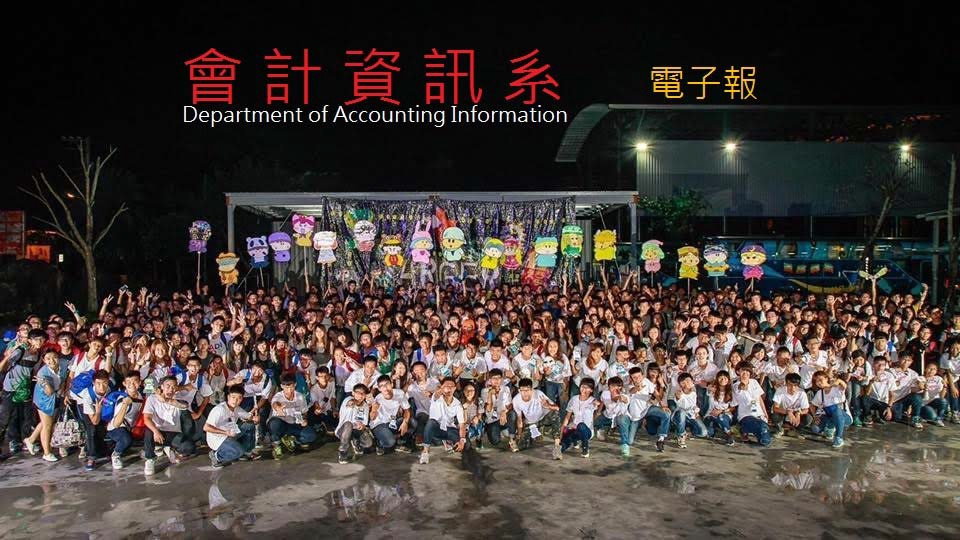 會計資訊系
電子報
Department of Accounting Information